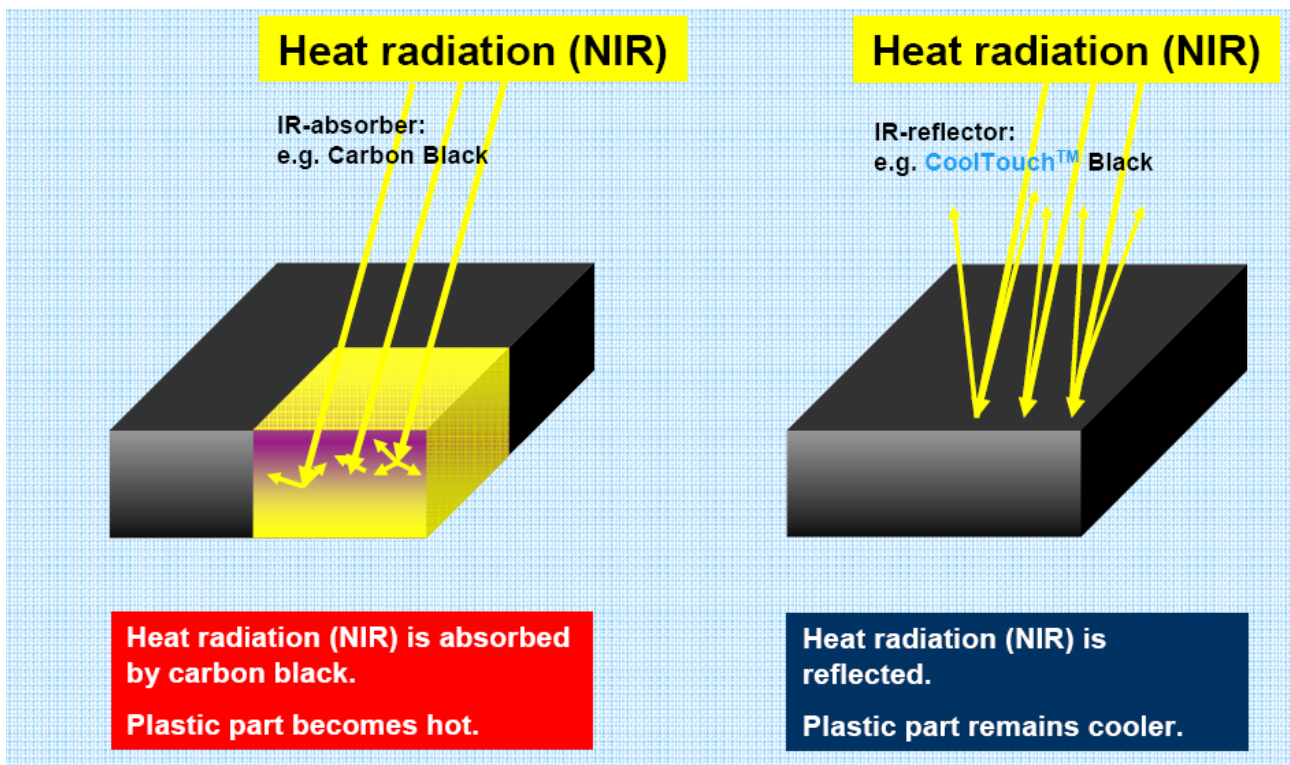 Heat radiation (NIR)
IR-absorber:
e.g. Carbon Black
Heat radiation (NIR) is absorbed
by carbon black.
Plastic part becomes hot.
Heat radiation (NIR)
IR-reflector:
e.g. CoolTouch™ Black
Heat radiation (NIR) is
reflected.
Plastic part remains cooler.